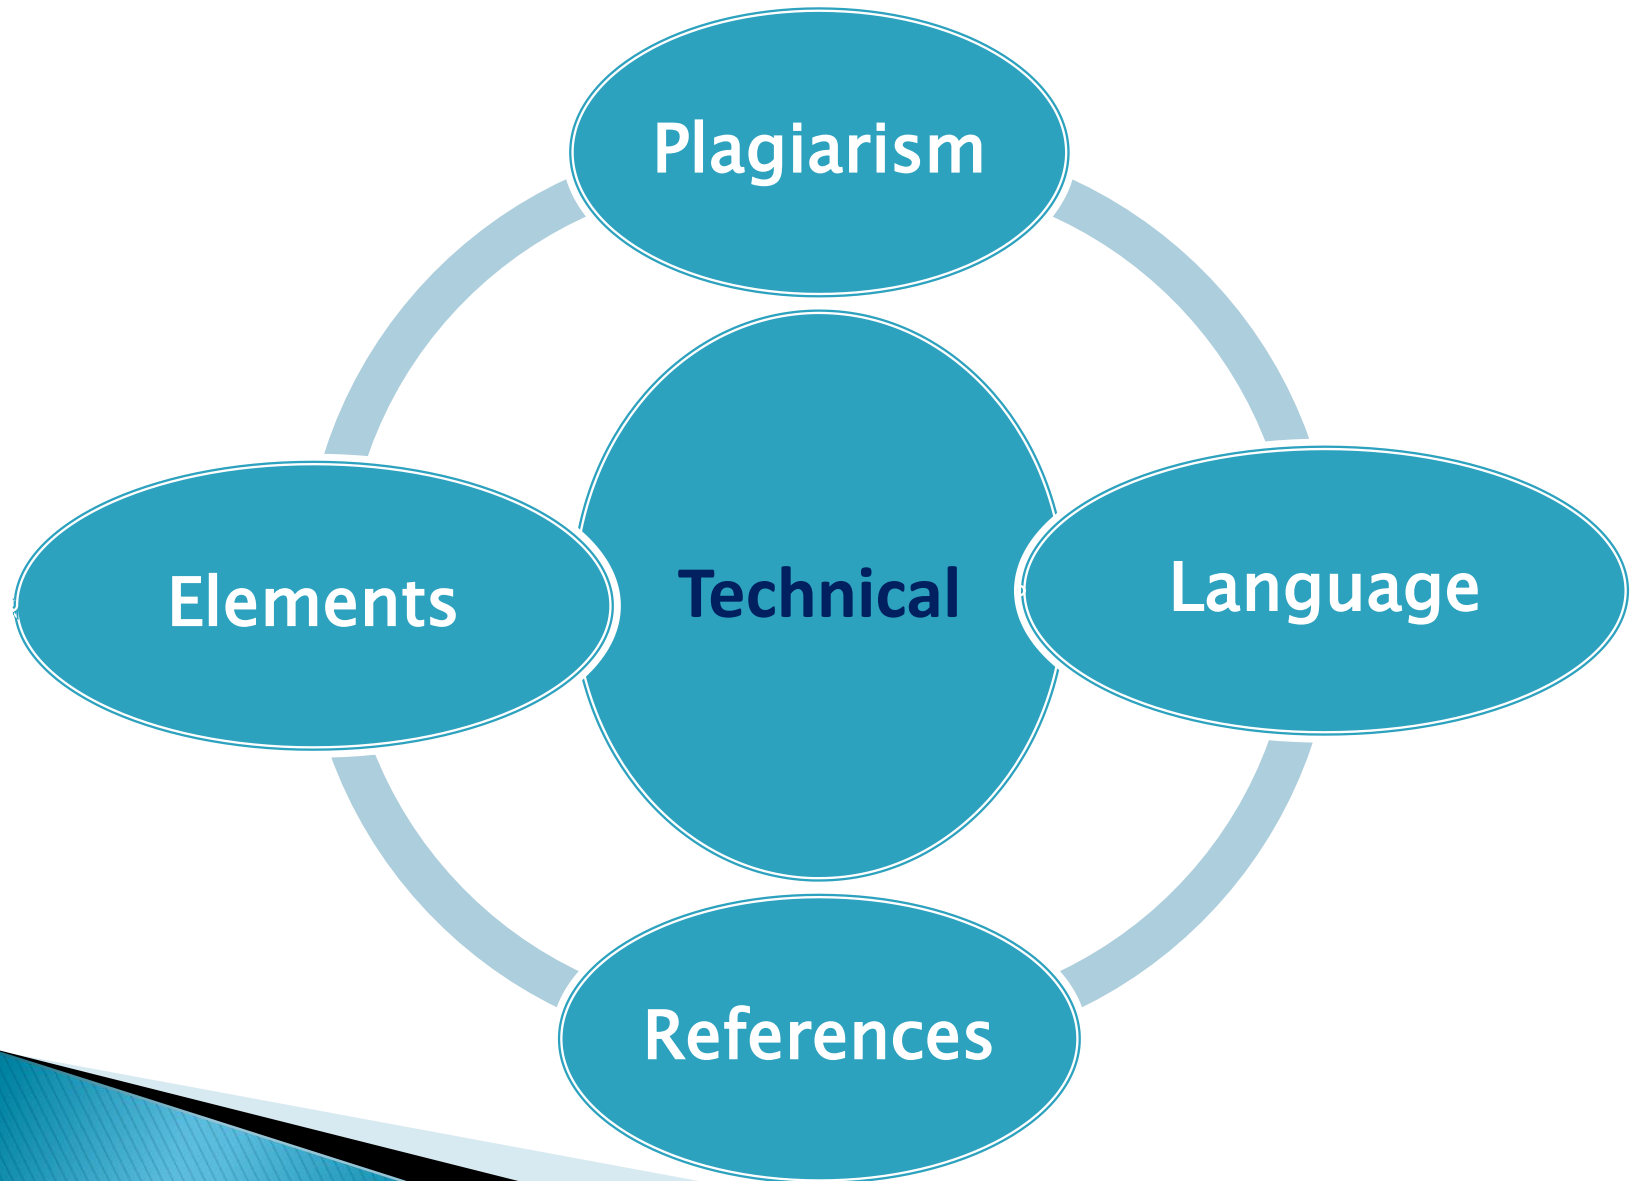 Plagiarism
Elements
Technical
Language
References